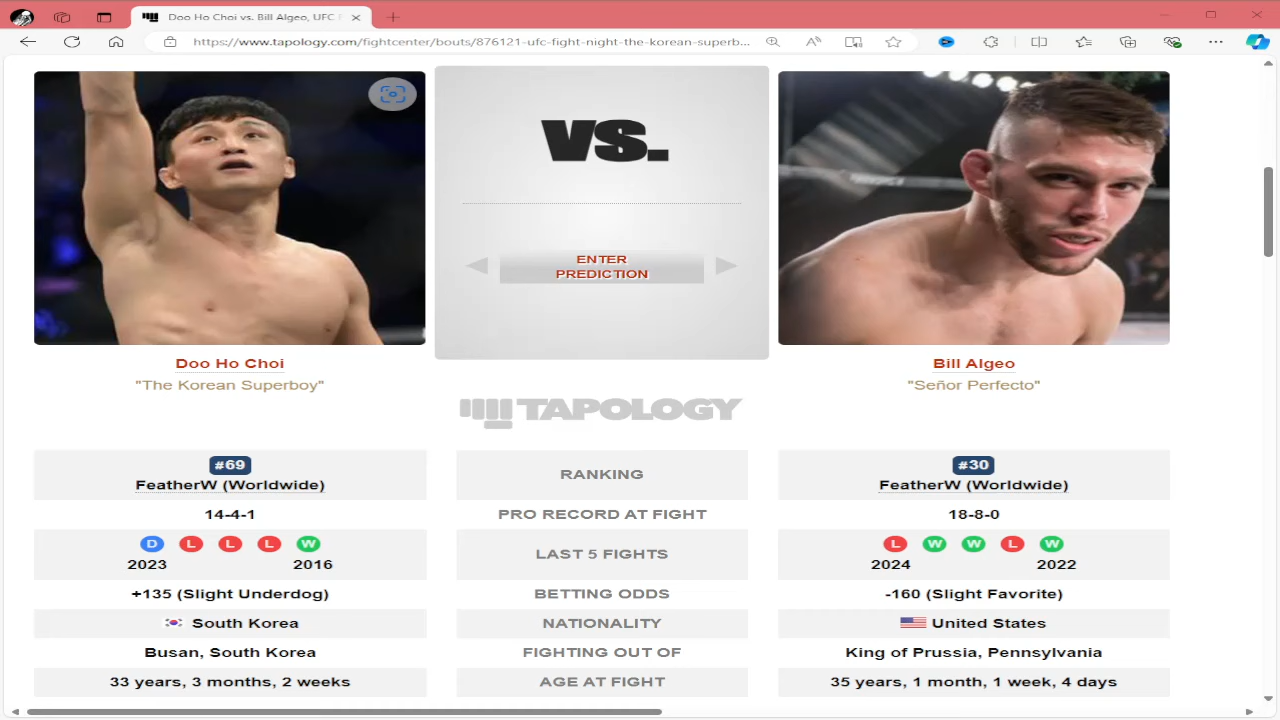 Doo Ho Choi vs. Bill Algeo, UFC F
https://www.tapology.com/fightcenter/bouts/876121-ufc-fight-night-the-korean-superb...
VS.
ENTER
PREDICTION
Doo Ho Choi
"The Korean Superboy"
Bill Algeo
"Señor Perfecto"
TAPOLOGY
#69
FeatherW (Worldwide)
RANKING
#30
FeatherW (Worldwide)
14-4-1
PRO RECORD AT FIGHT
18-8-0
D L L L W
2023 2016
LAST 5 FIGHTS
L W W L W
2024 2022
+135 (Slight Underdog)
BETTING ODDS
-160 (Slight Favorite)
South Korea
NATIONALITY
United States
Busan, South Korea
FIGHTING OUT OF
King of Prussia, Pennsylvania
33 years, 3 months, 2 weeks
AGE AT FIGHT
35 years, 1 month, 1 week, 4 days